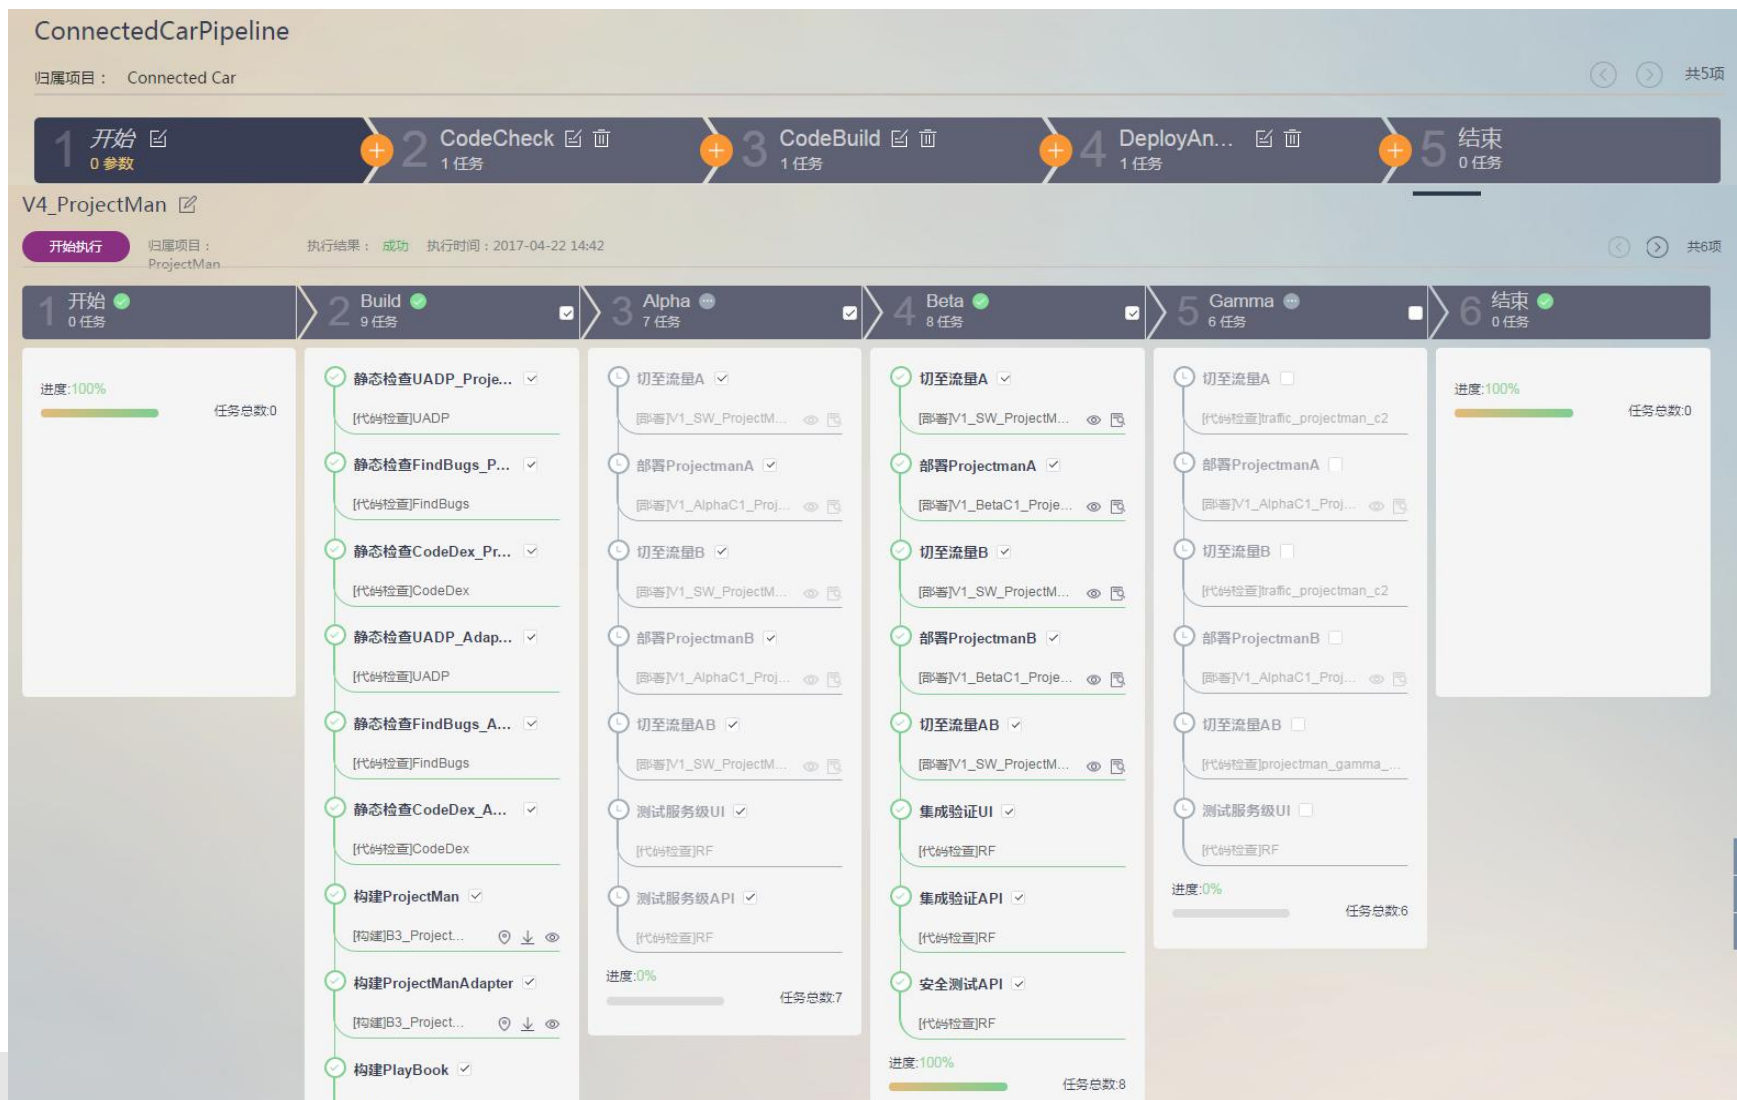 ConnectedCarPipeline
归属项目： Connected Car
共5项
1 开始
0 参数
2 CodeCheck
1 任务
3 CodeBuild
1 任务
4 DeployAn...
1 任务
5 结束
0 任务
V4_ProjectMan
开始执行
归属项目：
ProjectMan
执行结果： 成功 执行时间：2017-04-22 14:42
共6项
1 开始
0 任务
2 Build
9 任务
3 Alpha
7 任务
4 Beta
8 任务
5 Gamma
6 任务
6 结束
0 任务
进度:100%
任务总数:0
静态检查UADP_Proje...
[代码检查]UADP
静态检查FindBugs_P...
[代码检查]FindBugs
静态检查CodeDex_Pr...
[代码检查]CodeDex
静态检查UADP_Adap...
[代码检查]UADP
静态检查FindBugs_A...
[代码检查]FindBugs
静态检查CodeDex_A...
[代码检查]CodeDex
构建ProjectMan
[构建]B3_Project...
构建ProjectManAdapter
[构建]B3_Project...
构建PlayBook
切至流量A
[部署]V1_SW_ProjectM...
部署ProjectmanA
[部署]V1_AlphaC1_Proj...
切至流量B
[部署]V1_SW_ProjectM...
部署ProjectmanB
[部署]V1_AlphaC1_Proj...
切至流量AB
[部署]V1_SW_ProjectM...
测试服务级UI
[代码检查]RF
测试服务级API
[代码检查]RF
进度:0%
任务总数:7
切至流量A
[部署]V1_SW_ProjectM...
部署ProjectmanA
[部署]V1_BetaC1_Proje...
切至流量B
[部署]V1_SW_ProjectM...
部署ProjectmanB
[部署]V1_BetaC1_Proje...
切至流量AB
[部署]V1_SW_ProjectM...
集成验证UI
[代码检查]RF
集成验证API
[代码检查]RF
安全测试API
[代码检查]RF
进度:100%
任务总数:8
切至流量A
[代码检查]traffic_projectman_c2
部署ProjectmanA
[部署]V1_AlphaC1_Proj...
切至流量B
[代码检查]traffic_projectman_c2
部署ProjectmanB
[部署]V1_AlphaC1_Proj...
切至流量AB
[代码检查]projectman_gamma_...
测试服务级UI
[代码检查]RF
进度:0%
任务总数:6
进度:100%
任务总数:0